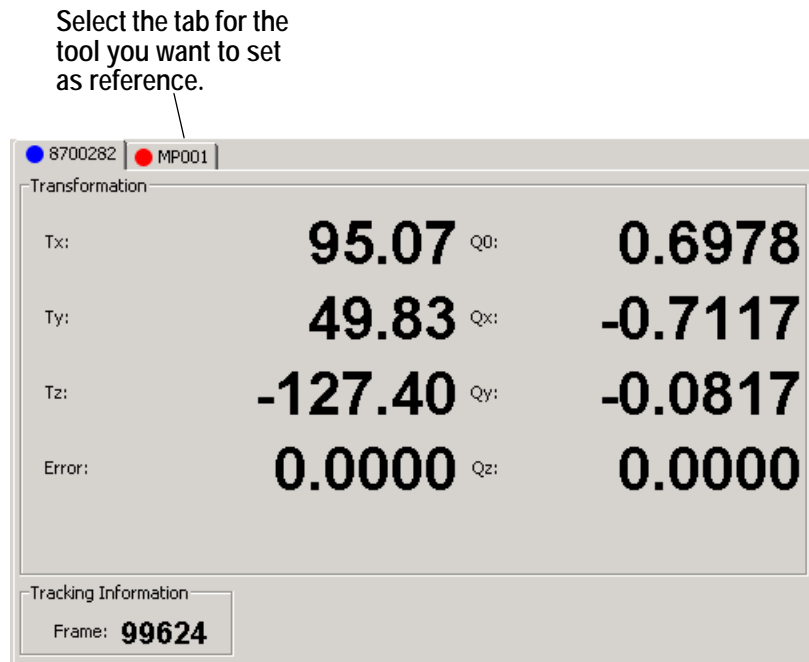 Select the tab for the
tool you want to set
as reference.
8700282 MP001
Transformation
Tx: 95.07 Q0: 0.6978
Ty: 49.83 Qx: -0.7117
Tz: -127.40 Qy: -0.0817
Error: 0.0000 Qz: 0.0000
Tracking Information
Frame: 99624